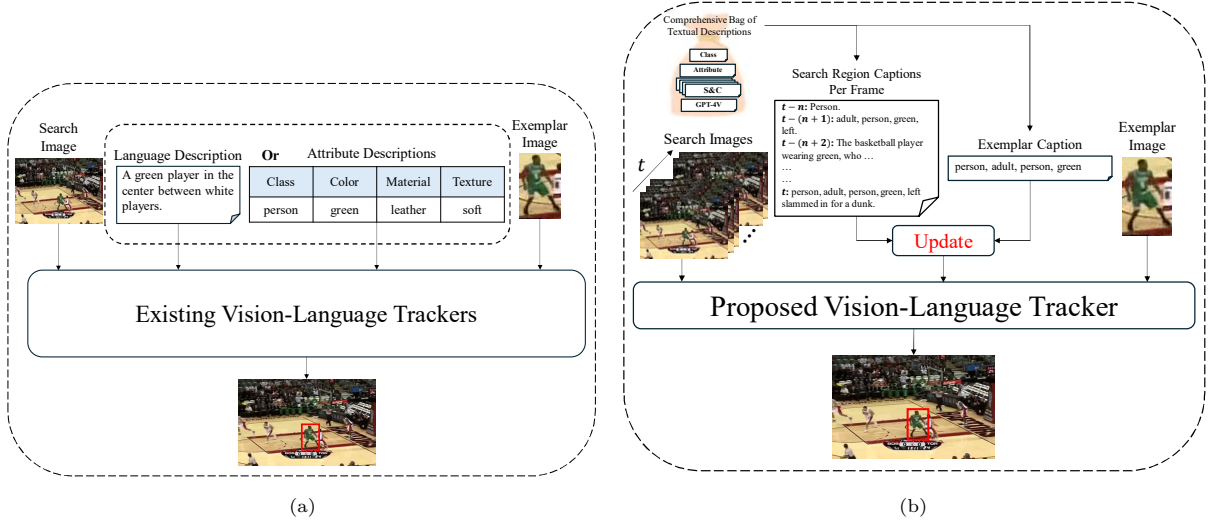 Search
Image
Language Description
A green player in the
center between white
players.
Or
Attribute Descriptions
Class Color Material Texture
person green leather soft
Exemplar
Image
Existing Vision-Language Trackers
(a)
Comprehensive Bag of
Textual Descriptions
Class
Attribute
S&C
GPT-4V
Search Region Captions
Per Frame
t − n: Person.
t − (n + 1): adult, person, green,
left.
t − (n + 2): The basketball player
wearing green, who …
…
…
t: person, adult, person, green, left
slammed in for a dunk.
Search Images
t
Exemplar Caption
person, adult, person, green
Exemplar
Image
Update
Proposed Vision-Language Tracker
(b)